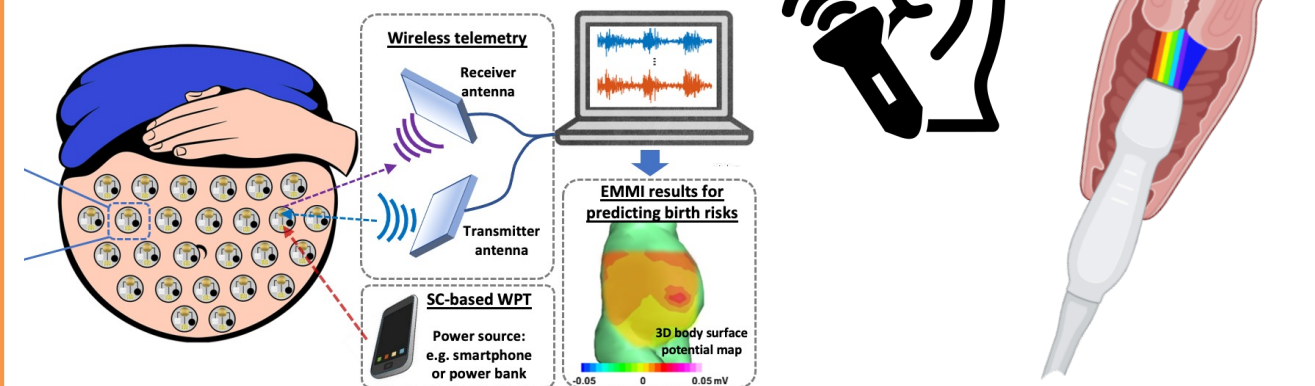 Wireless telemetry
Receiver
antenna
Transmitter
antenna
SC-based WPT
Power source:
e.g. smartphone
or power bank
EMMI results for
predicting birth risks
3D body surface
potential map
-0.05 0 0.05 mV